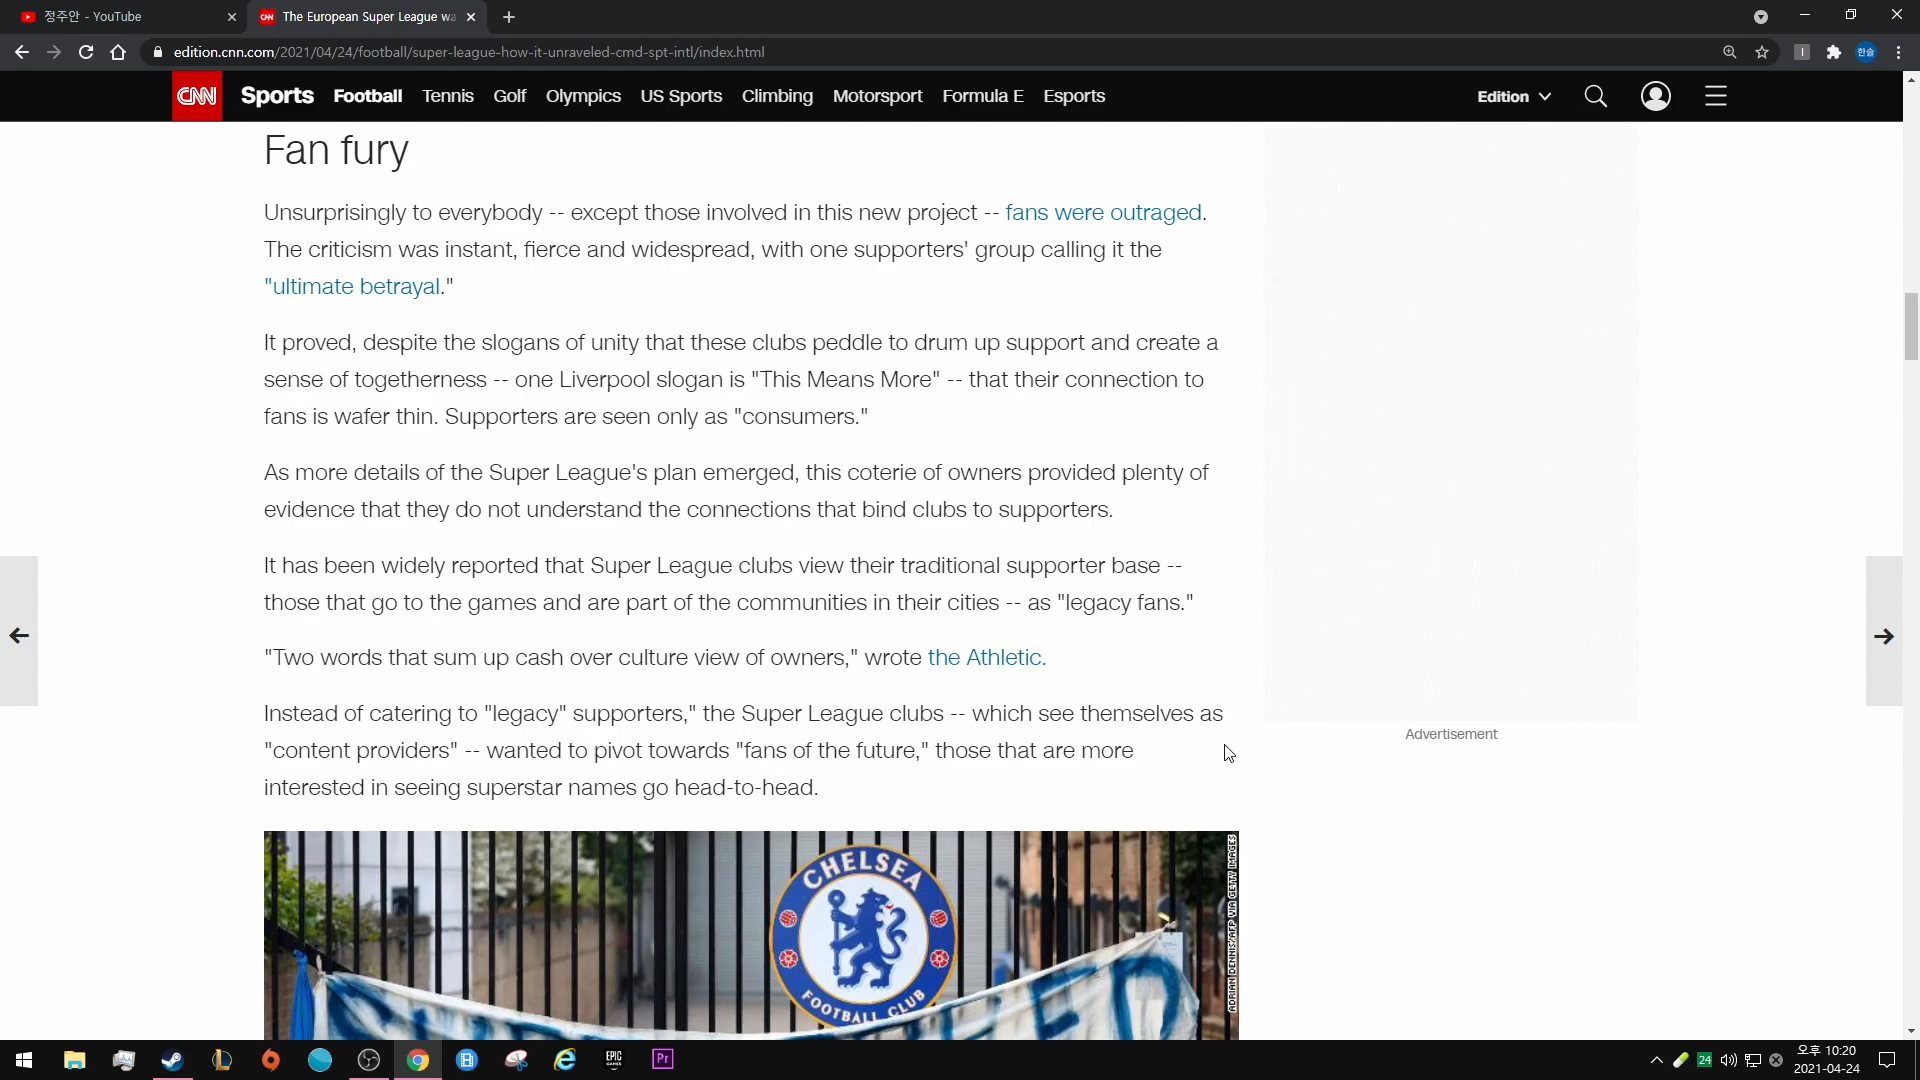 정주안 - YouTube
The European Super League wa
edition.cnn.com/2021/04/24/football/super-league-how-it-unraveled-cmd-spt-intl/index.html
한슬
CNN Sports Football Tennis Golf Olympics US Sports Climbing Motorsport Formula E Esports Edition
Fan fury
Unsurprisingly to everybody -- except those involved in this new project -- fans were outraged.
The criticism was instant, fierce and widespread, with one supporters' group calling it the
"ultimate betrayal."
It proved, despite the slogans of unity that these clubs peddle to drum up support and create a
sense of togetherness -- one Liverpool slogan is "This Means More" -- that their connection to
fans is wafer thin. Supporters are seen only as "consumers."
As more details of the Super League's plan emerged, this coterie of owners provided plenty of
evidence that they do not understand the connections that bind clubs to supporters.
It has been widely reported that Super League clubs view their traditional supporter base --
those that go to the games and are part of the communities in their cities -- as "legacy fans."
"Two words that sum up cash over culture view of owners," wrote the Athletic.
Instead of catering to "legacy" supporters," the Super League clubs -- which see themselves as
"content providers" -- wanted to pivot towards "fans of the future," those that are more
interested in seeing superstar names go head-to-head.
Advertisement
CHELSEA
FOOTBALL CLUB
ADRIAN DENNIS/AFP VIA GETTY IMAGES
EPIC
GAMES
Pr
24
오후 10:20
2021-04-24